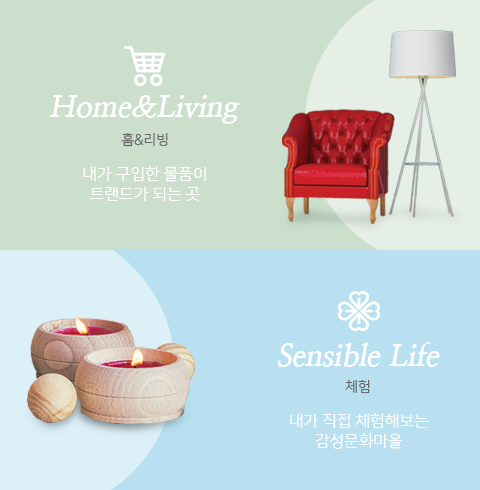 Home&Living
홈&리빙
내가 구입한 물품이
트랜드가 되는 곳
Sensible Life
체험
내가 직접 체험해보는
감성문화마을